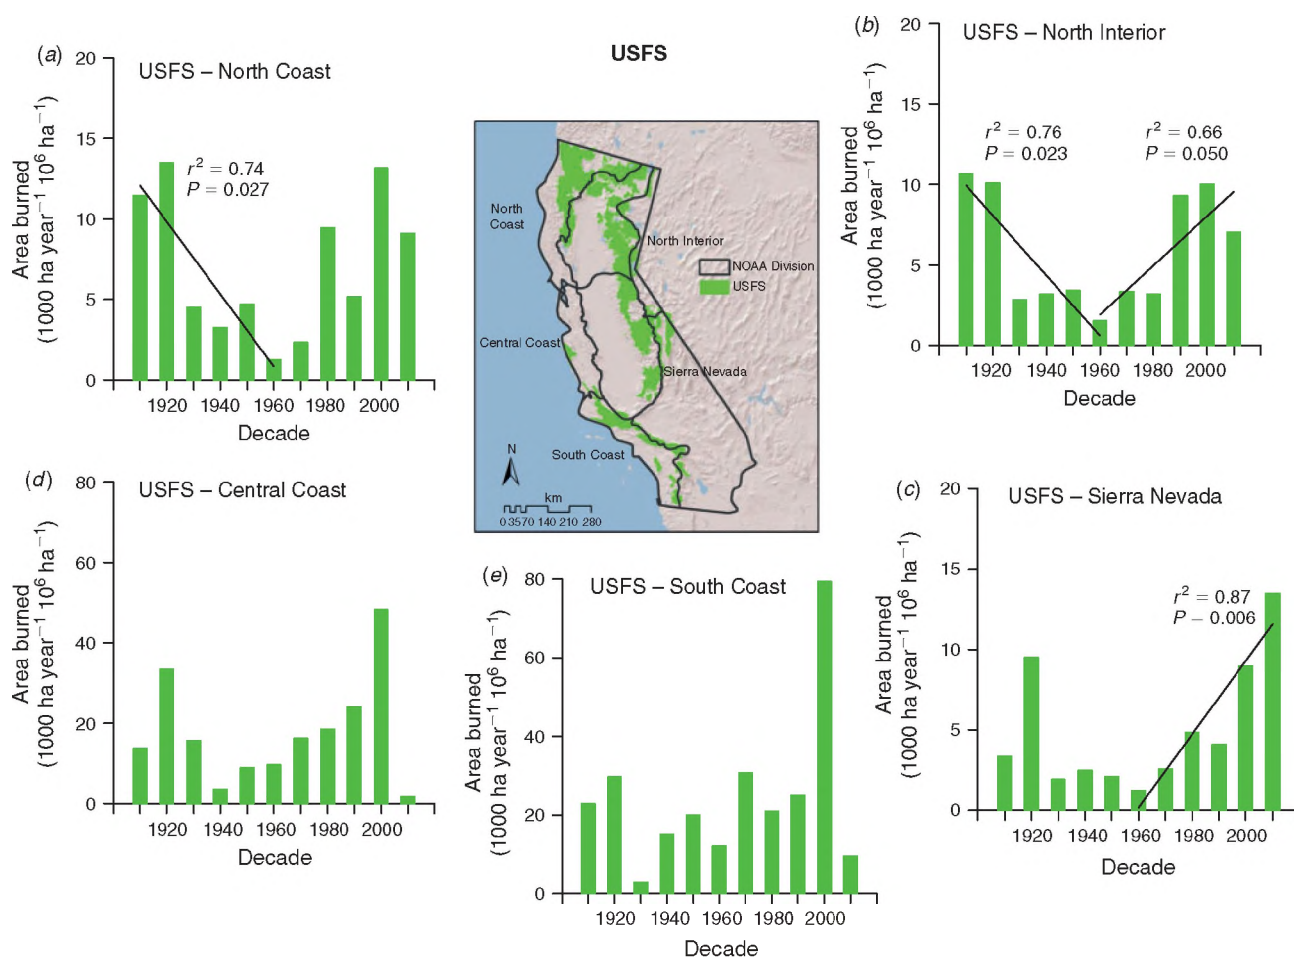 (a)
USFS – North Coast
20
15
10
5
0
Area burned
(1000 ha year⁻¹ 10⁶ ha⁻¹)
r² = 0.74
P = 0.027
1920 1940 1960 1980 2000
Decade
USFS
North
Coast
North Interior
NOAA Division
USFS
Central Coast
Sierra Nevada
South Coast
N
km
0 35 70 140 210 280
(b)
USFS – North Interior
20
15
10
5
0
Area burned
(1000 ha year⁻¹ 10⁶ ha⁻¹)
r² = 0.76
P = 0.023
r² = 0.66
P = 0.050
1920 1940 1960 1980 2000
Decade
(d)
USFS – Central Coast
80
60
40
20
0
Area burned
(1000 ha year⁻¹ 10⁶ ha⁻¹)
1920 1940 1960 1980 2000
Decade
(e)
USFS – South Coast
80
60
40
20
0
Area burned
(1000 ha year⁻¹ 10⁶ ha⁻¹)
1920 1940 1960 1980 2000
Decade
(c)
USFS – Sierra Nevada
20
15
10
5
0
Area burned
(1000 ha year⁻¹ 10⁶ ha⁻¹)
r² = 0.87
P – 0.006
1920 1940 1960 1980 2000
Decade